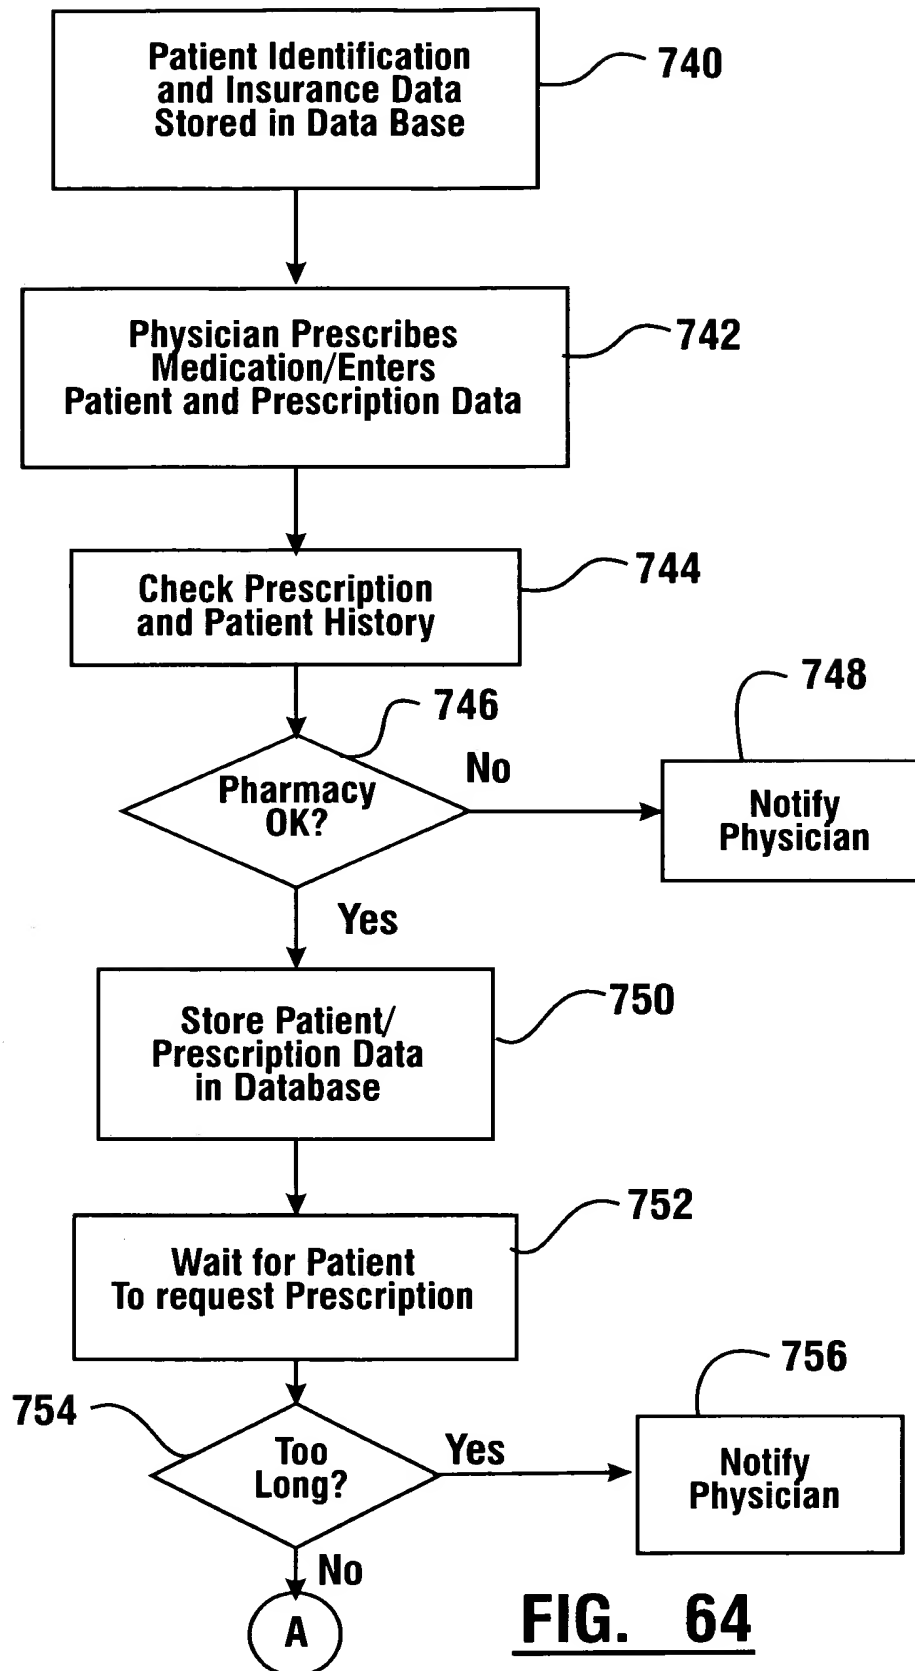 Patient Identification
and Insurance Data
Stored in Data Base
740
Physician Prescribes
Medication/Enters
Patient and Prescription Data
742
Check Prescription
and Patient History
744
746
Pharmacy
OK?
No
748
Notify
Physician
Yes
Store Patient/
Prescription Data
in Database
750
Wait for Patient
To request Prescription
752
754
Too
Long?
Yes
756
Notify
Physician
No
A
FIG. 64